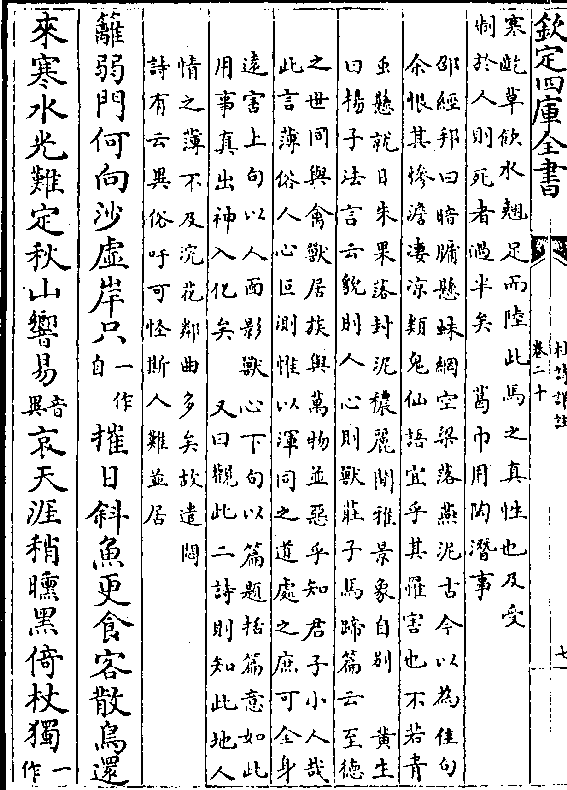 欽定四庫全書
杜詩詳註
卷二十
七
寒齕草飲水翹足而陸此馬之真性也及受
制於人則死者過半矣　葛巾用陶潛事
邵經邦曰暗牖懸蛛網空梁落燕泥古今以為佳句
余恨其慘澹凄凉類鬼仙語宜乎其罹害也不若青
虫懸就日朱果落封泥穠麗閒雅景象自别　黃生
曰揚子法言云貌則人心則獸莊子馬蹄篇云至德
之世同與禽獸居族與萬物並惡乎知君子小人哉
此言薄俗人心叵測惟以渾同之道處之庶可全身
遠害上句以人面影獸心下句以篇題括篇意如此
用事真出神入化矣　又曰觀此二詩則知此地人
情之薄不及浣花鄰曲多矣故遣悶
詩有云異俗吁可怪斯人難並居
籬弱門何向沙虛岸只一作自摧日斜魚更食客散鳥還
來寒水光難定秋山響易音異哀天涯稍曛黑倚杖獨一作